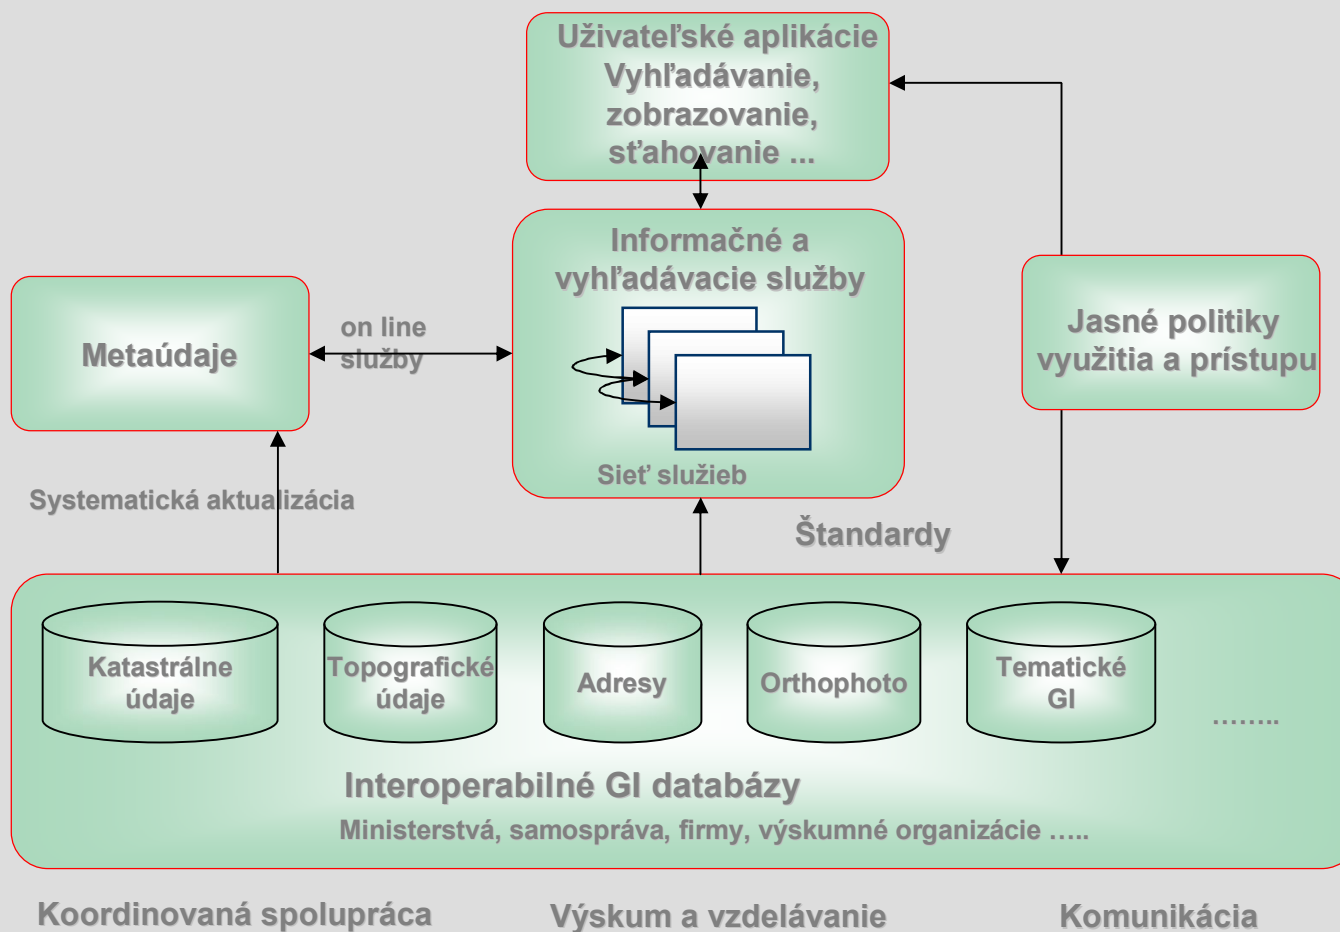 Uživateľské aplikácie
Vyhľadávanie,
zobrazovanie,
sťahovanie ...
Informačné a
vyhľadávacie služby
Sieť služieb
Metaúdaje
on line
služby
Jasné politiky
využitia a prístupu
Systematická aktualizácia
Štandardy
Katastrálne
údaje
Topografické
údaje
Adresy
Orthophoto
Tematické
GI
........
Interoperabilné GI databázy
Ministerstvá, samospráva, firmy, výskumné organizácie .....
Koordinovaná spolupráca
Výskum a vzdelávanie
Komunikácia